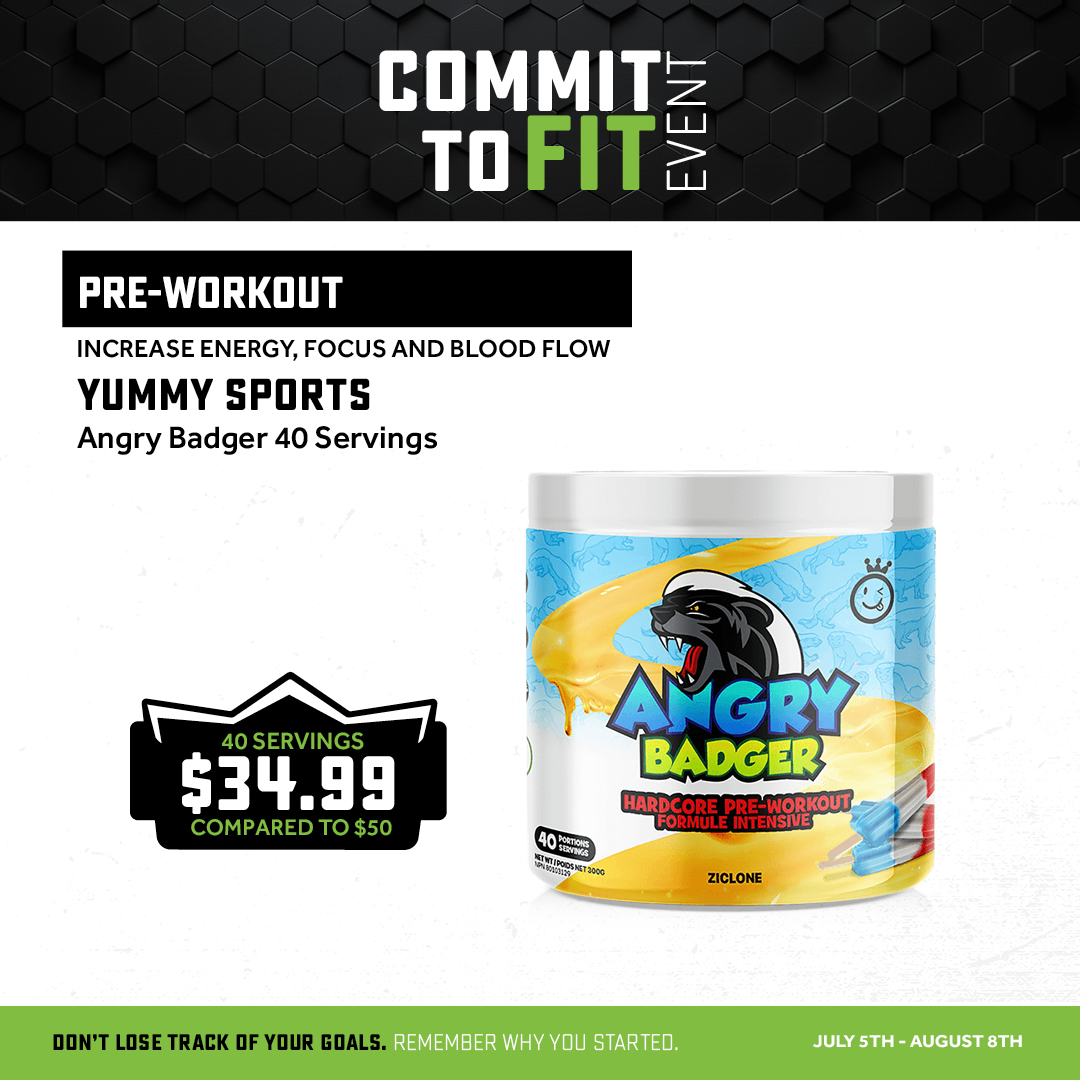 COMMIT
TO FIT
EVENT
PRE-WORKOUT
INCREASE ENERGY, FOCUS AND BLOOD FLOW
YUMMY SPORTS
Angry Badger 40 Servings
ANGRY
BADGER
HARDCORE PRE-WORKOUT
FORMULE INTENSIVE
40 PORTIONS
SERVINGS
NET WT / POIDS NET 300G
NPN 80103129
ZICLONE
40 SERVINGS
$34.99
COMPARED TO $50
DON'T LOSE TRACK OF YOUR GOALS. REMEMBER WHY YOU STARTED.
JULY 5TH - AUGUST 8TH